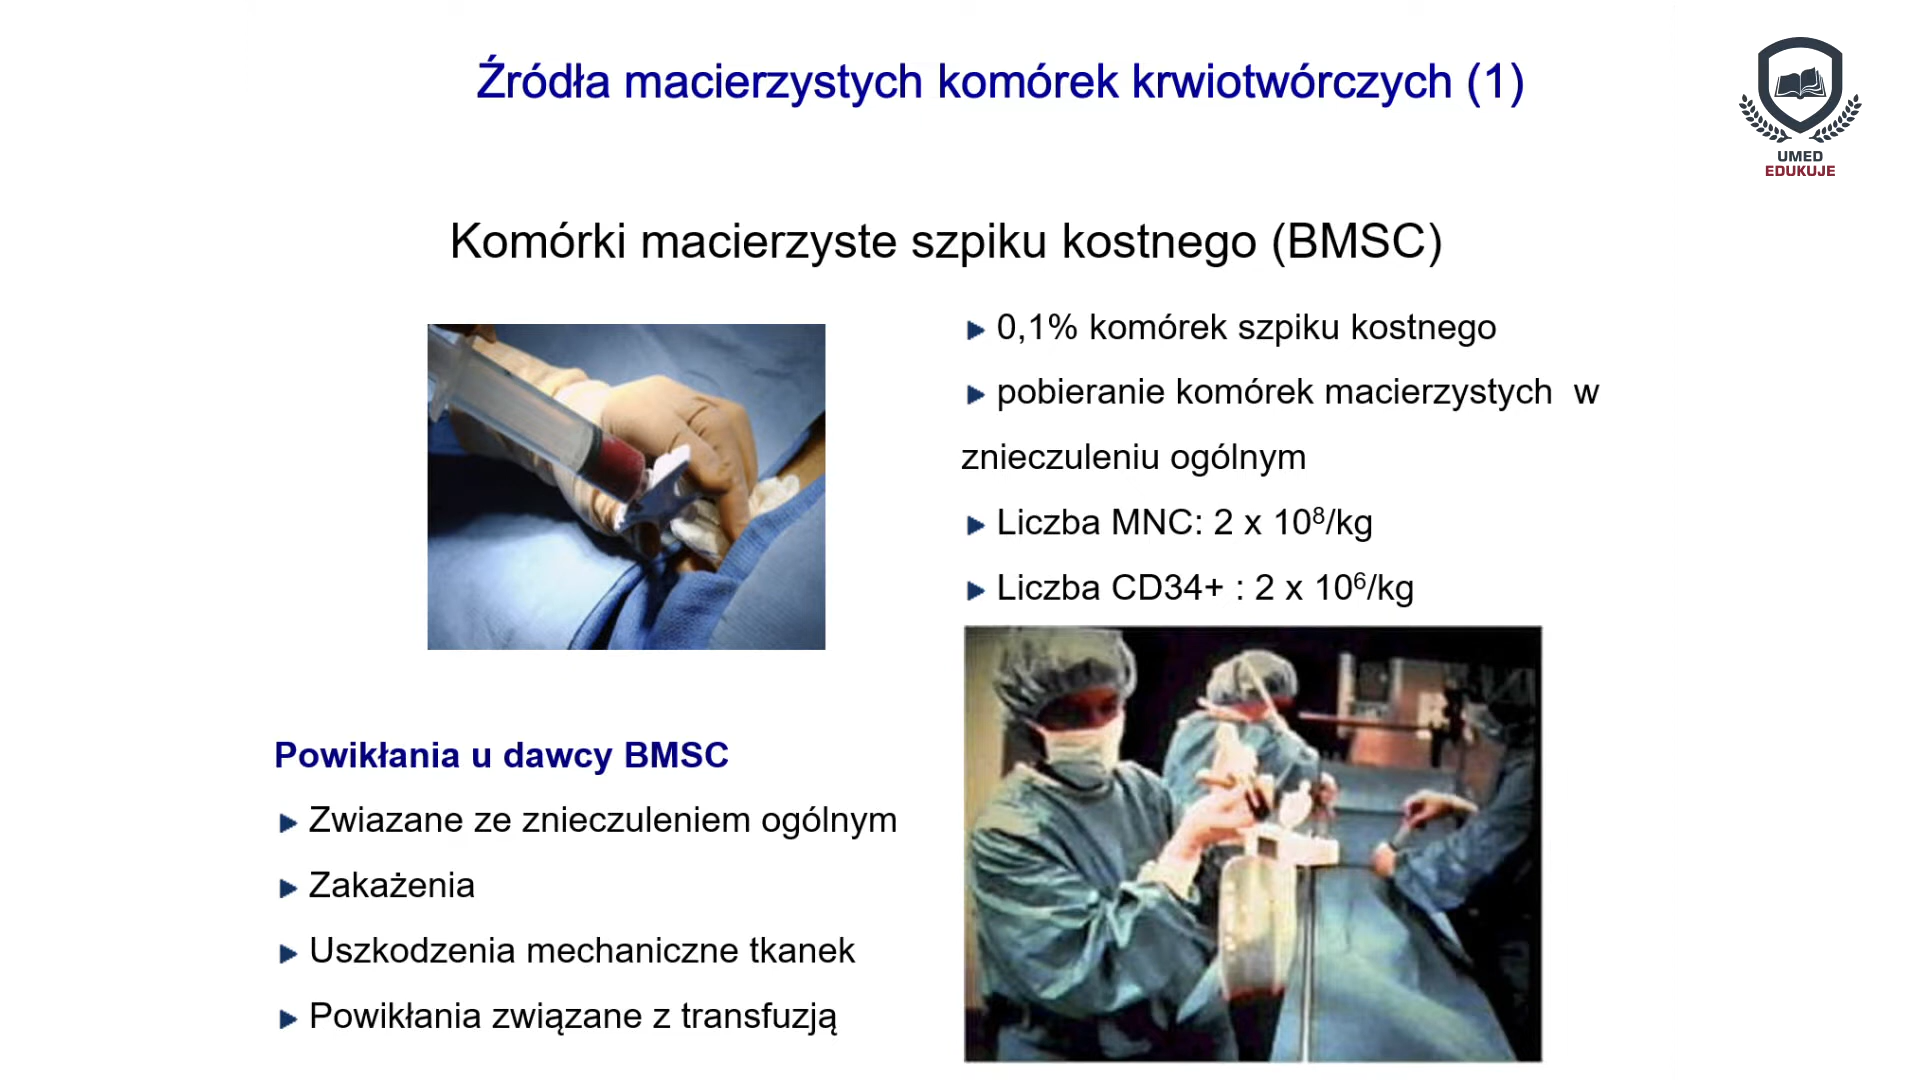 Źródła macierzystych komórek krwiotwórczych (1)
UMED
EDUKUJE
Komórki macierzyste szpiku kostnego (BMSC)
0,1% komórek szpiku kostnego
pobieranie komórek macierzystych w
znieczuleniu ogólnym
Liczba MNC: 2 x 10⁸/kg
Liczba CD34+ : 2 x 10⁶/kg
Powikłania u dawcy BMSC
Zwiazane ze znieczuleniem ogólnym
Zakażenia
Uszkodzenia mechaniczne tkanek
Powikłania związane z transfuzją